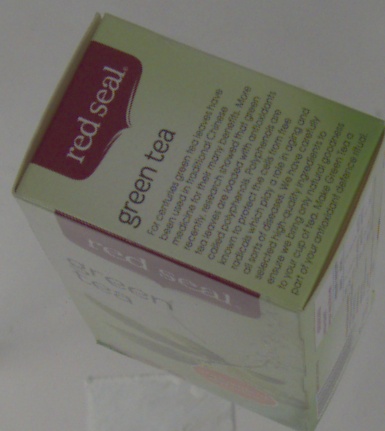 red seal®
green tea
For centuries green tea leaves have
been used in traditional Chinese
medicine for their many benefits. More
recently, research showed that green
tea leaves are loaded with antioxidants
called polyphenols. Polyphenols are
known to protect the cells from free
radicals which play a role in aging and
all sorts of ailments. We have carefully
selected high quality ingredients to
ensure we bring only natural goodness
to your cup of tea. Make Green tea a
part of your antioxidant defence ritual.
red seal
green
tea